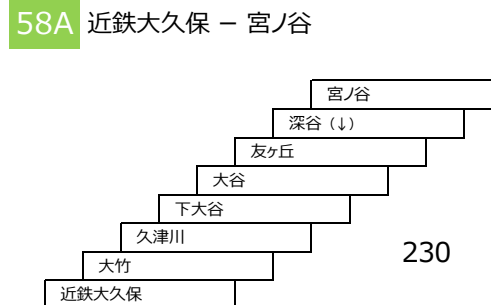 58A 近鉄大久保 − 宮ノ谷
宮ノ谷
深谷（↓）
友ヶ丘
大谷
下大谷
久津川
大竹
近鉄大久保
230